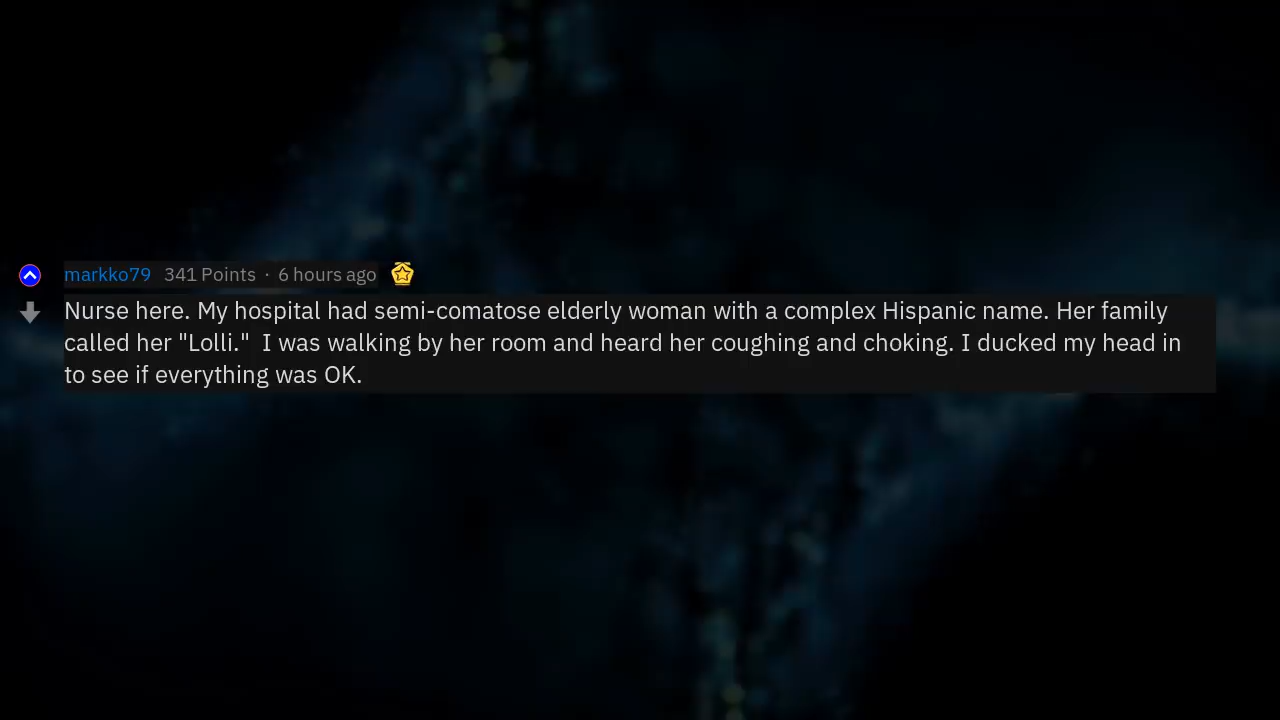 markko79 341 Points · 6 hours ago
Nurse here. My hospital had semi-comatose elderly woman with a complex Hispanic name. Her family
called her "Lolli."  I was walking by her room and heard her coughing and choking. I ducked my head in
to see if everything was OK.